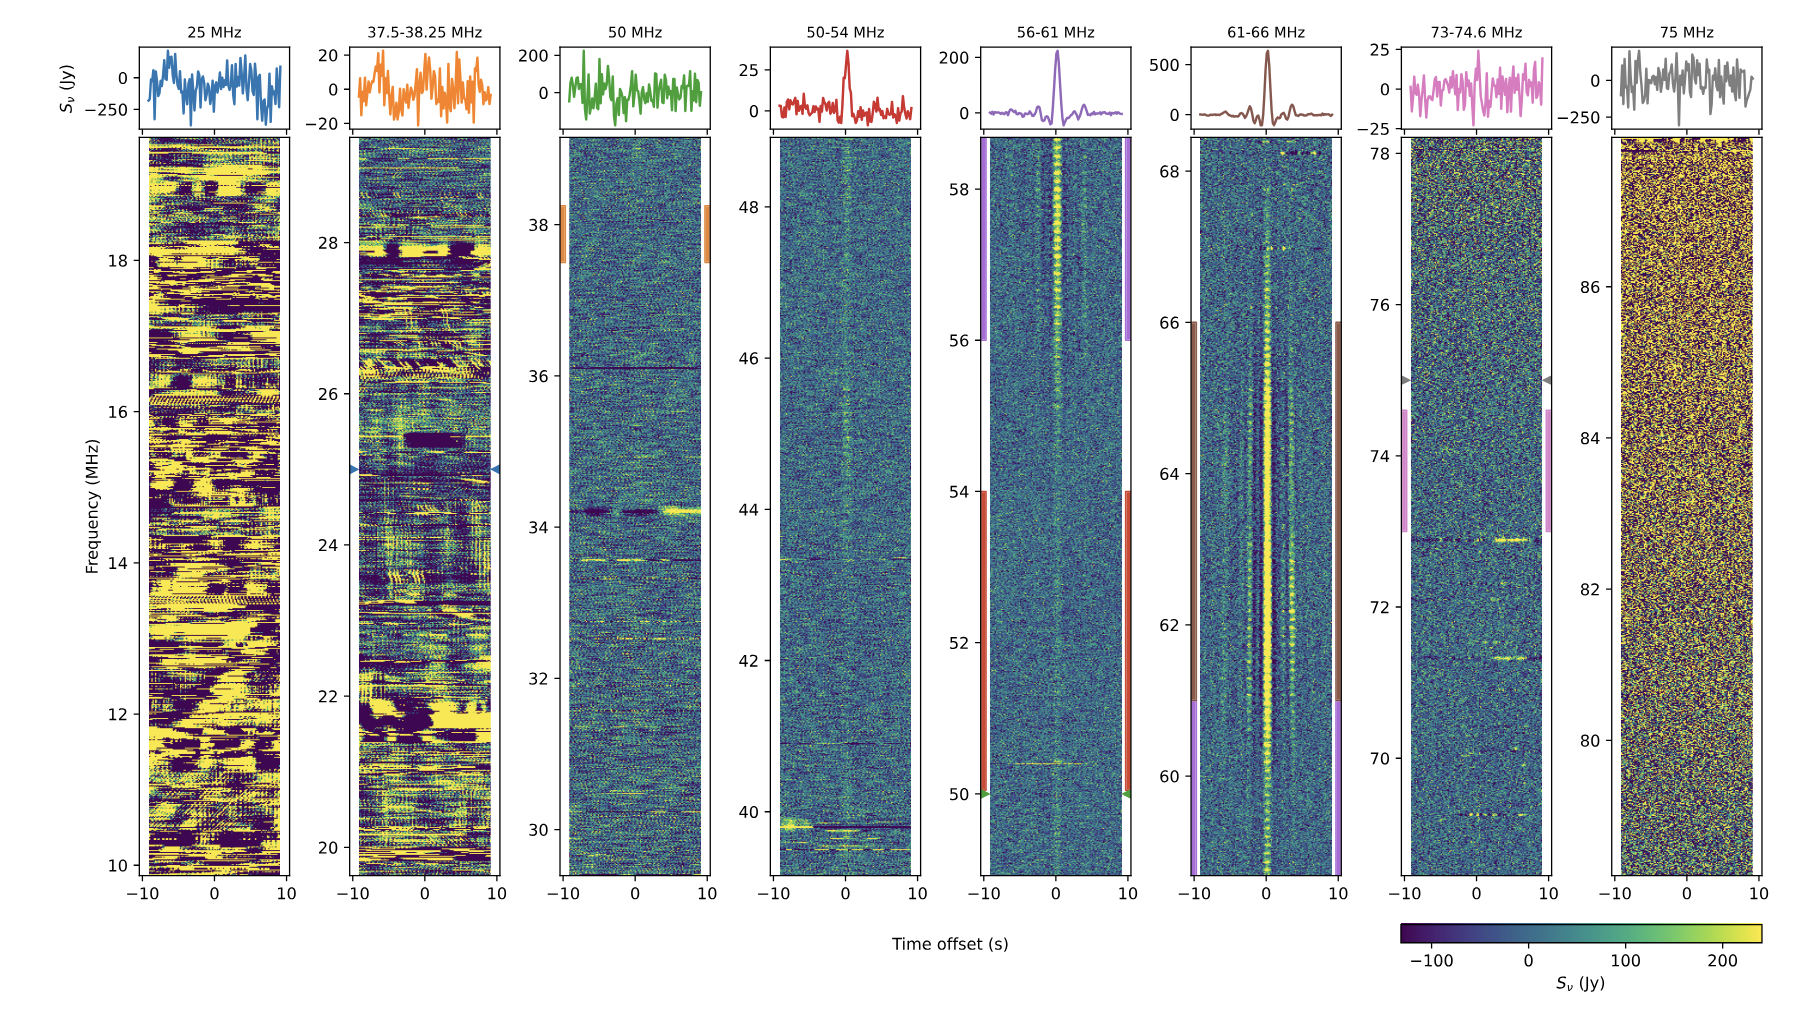 25 MHz
37.5-38.25 MHz
50 MHz
50-54 MHz
56-61 MHz
61-66 MHz
73-74.6 MHz
75 MHz
Sν (Jy)
0
−250
20
0
−20
200
0
25
0
200
0
500
0
25
0
−25
0
−250
Frequency (MHz)
18
16
14
12
10
28
26
24
22
20
38
36
34
32
30
48
46
44
42
40
58
56
54
52
50
68
66
64
62
60
78
76
74
72
70
86
84
82
80
−10 0 10
−10 0 10
−10 0 10
−10 0 10
−10 0 10
−10 0 10
−10 0 10
−10 0 10
Time offset (s)
−100 0 100 200
Sν (Jy)